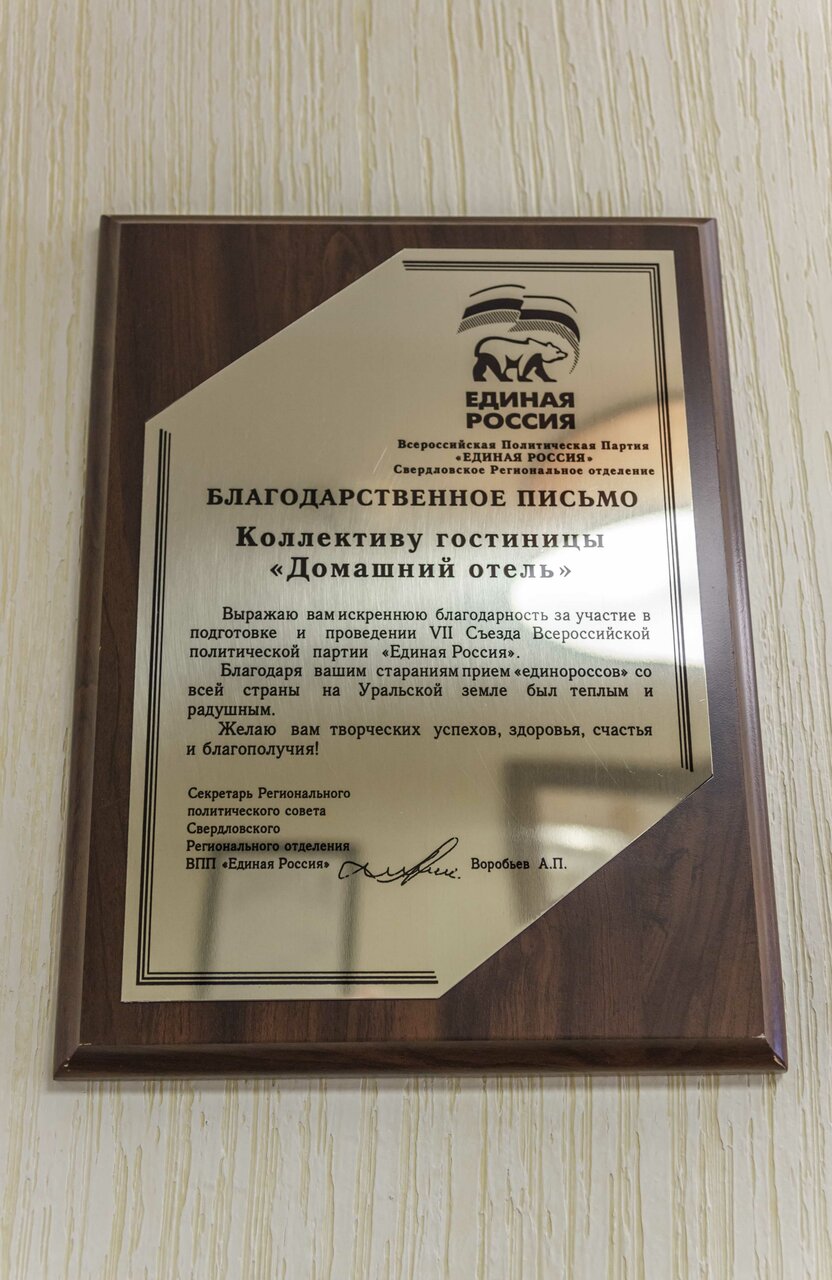 ЕДИНАЯ
РОССИЯ
Всероссийская Политическая Партия
«ЕДИНАЯ РОССИЯ»
Свердловское Региональное отделение
БЛАГОДАРСТВЕННОЕ ПИСЬМО
Коллективу гостиницы
«Домашний отель»
Выражаю вам искреннюю благодарность за участие в
подготовке и проведении VII Съезда Всероссийской
политической партии «Единая Россия».
Благодаря вашим стараниям прием «единороссов» со
всей страны на Уральской земле был теплым и
радушным.
Желаю вам творческих успехов, здоровья, счастья
и благополучия!
Секретарь Регионального
политического совета
Свердловского
Регионального отделения
ВПП «Единая Россия» Воробьев А.П.